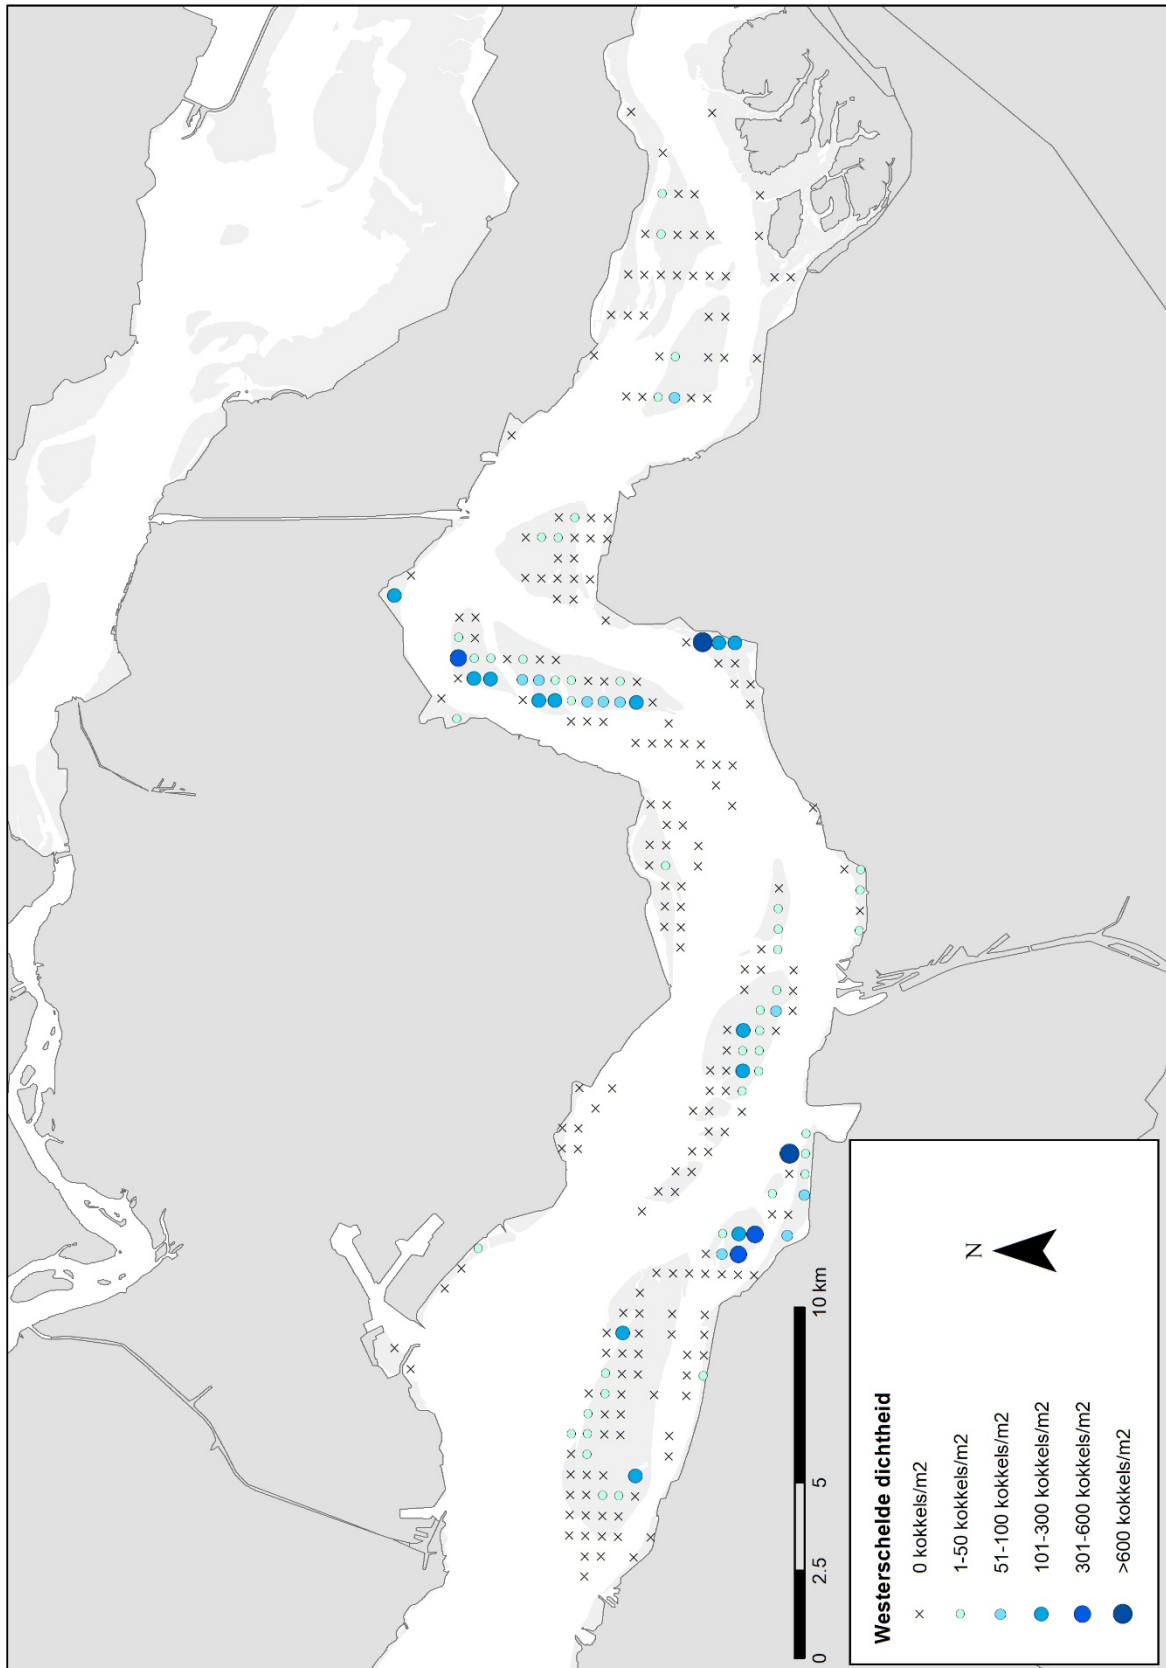 Westerschelde dichtheid
0 kokkels/m2
1-50 kokkels/m2
51-100 kokkels/m2
101-300 kokkels/m2
301-600 kokkels/m2
>600 kokkels/m2
N
0 2.5 5 10 km